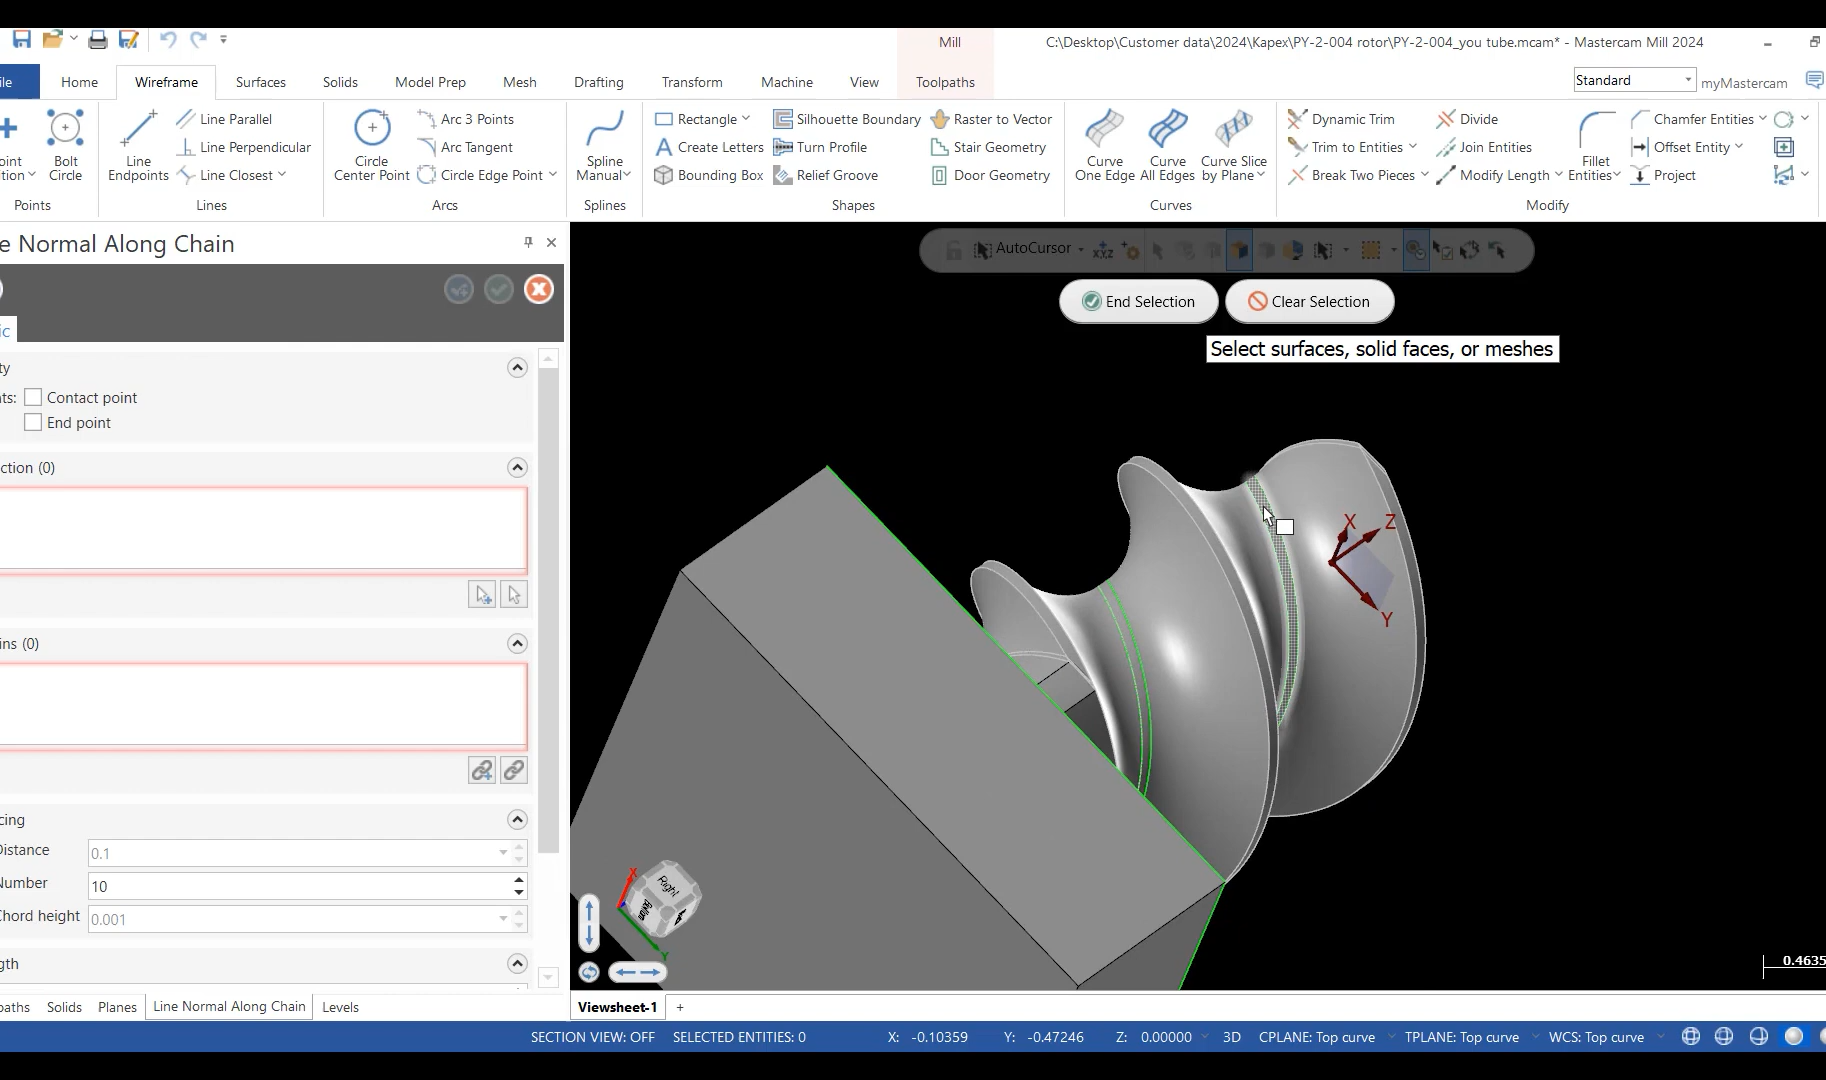 Mill
C:\Desktop\Customer data\2024\Kapex\PY-2-004 rotor\PY-2-004_you tube.mcam* - Mastercam Mill 2024
ile
Home
Wireframe
Surfaces
Solids
Model Prep
Mesh
Drafting
Transform
Machine
View
Toolpaths
Standard
myMastercam
oint
tion
Bolt
Circle
Points
Line
Endpoints
Line Parallel
Line Perpendicular
Line Closest
Lines
Circle
Center Point
Arc 3 Points
Arc Tangent
Circle Edge Point
Arcs
Spline
Manual
Splines
Rectangle
Create Letters
Bounding Box
Silhouette Boundary
Turn Profile
Relief Groove
Raster to Vector
Stair Geometry
Door Geometry
Shapes
Curve
One Edge
Curve
All Edges
Curve Slice
by Plane
Curves
Dynamic Trim
Trim to Entities
Break Two Pieces
Divide
Join Entities
Modify Length
Fillet
Entities
Chamfer Entities
Offset Entity
Project
Modify
e Normal Along Chain
ic
ty
nts:
Contact point
End point
ction (0)
ins (0)
cing
Distance
0.1
Number
10
Chord height
0.001
gth
AutoCursor
XYZ
End Selection
Clear Selection
Select surfaces, solid faces, or meshes
X
Z
Y
X
Right
Y
0.4635
paths
Solids
Planes
Line Normal Along Chain
Levels
Viewsheet-1
+
SECTION VIEW: OFF
SELECTED ENTITIES: 0
X: -0.10359
Y: -0.47246
Z: 0.00000
3D
CPLANE: Top curve
TPLANE: Top curve
WCS: Top curve